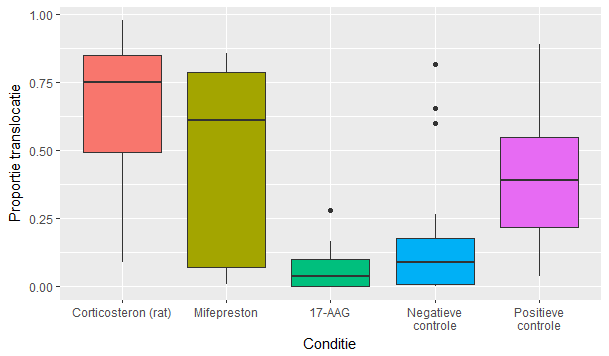 Proportie translocatie
1.00
0.75
0.50
0.25
0.00
Corticosteron (rat)
Mifepreston
17-AAG
Negatieve
controle
Positieve
controle
Conditie